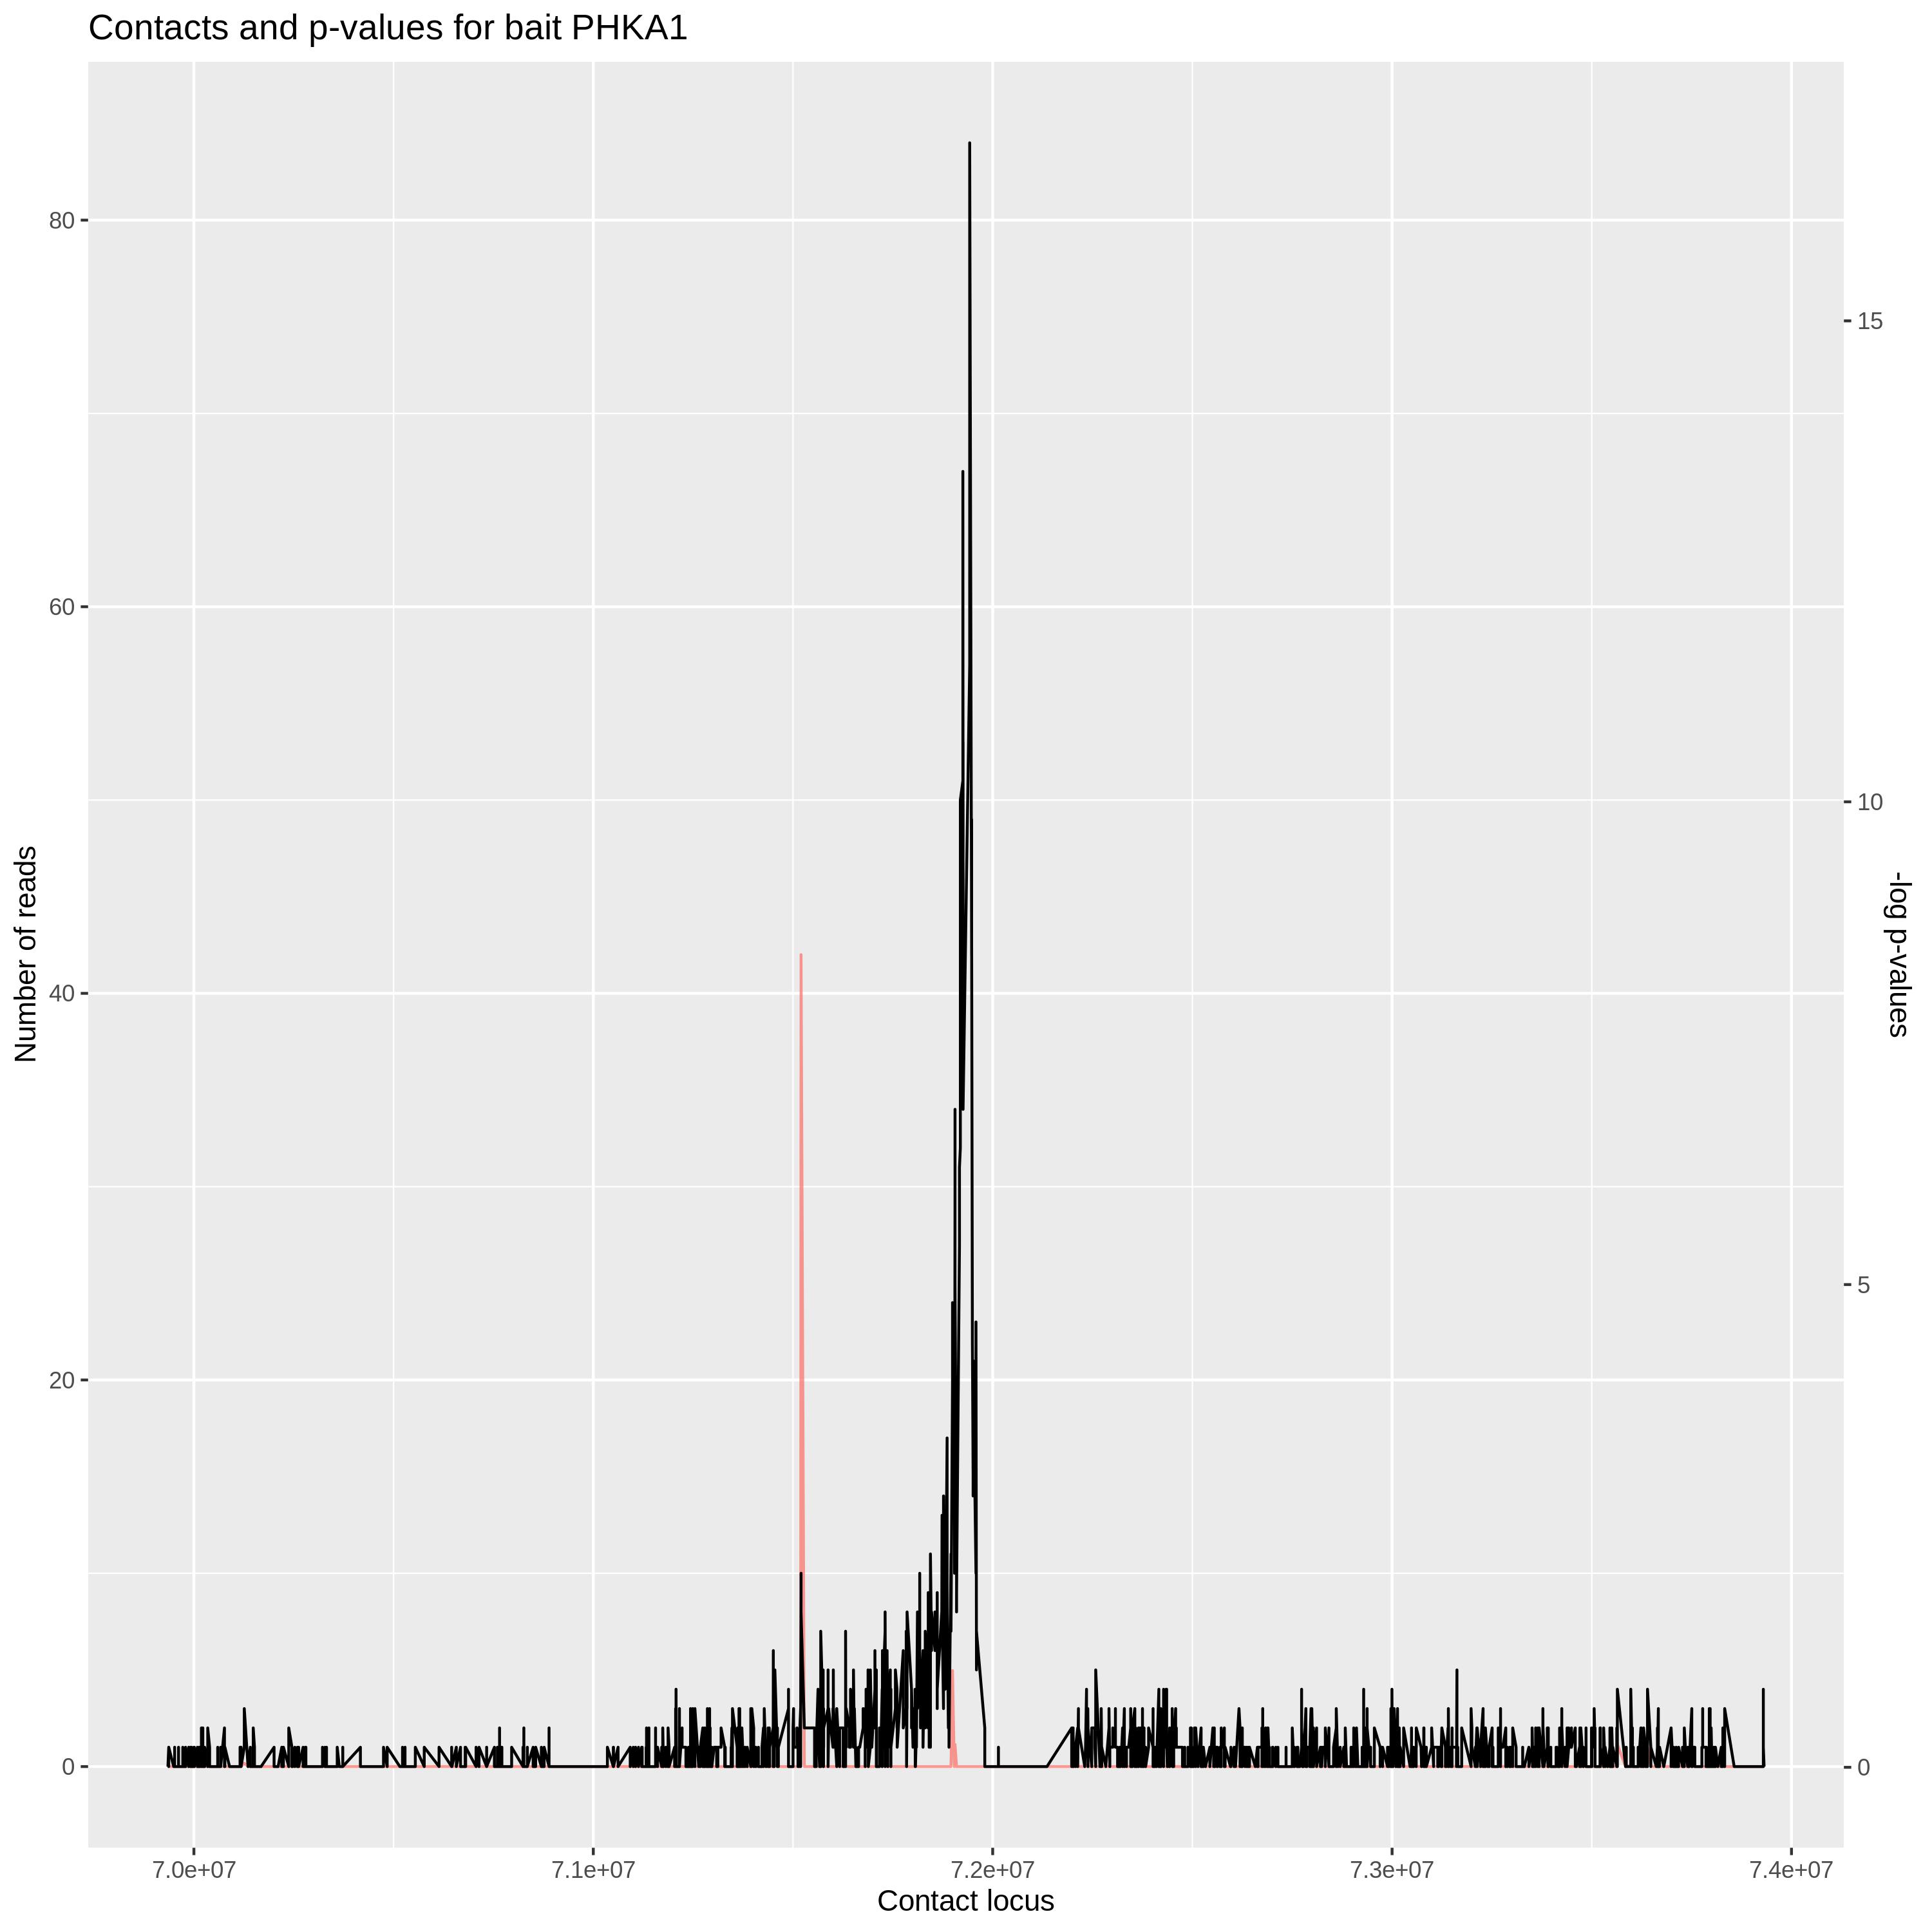 Contacts and p-values for bait PHKA1
Number of reads
80
60
40
20
0
15
10
5
0
-log p-values
7.0e+07 7.1e+07 7.2e+07 7.3e+07 7.4e+07
Contact locus